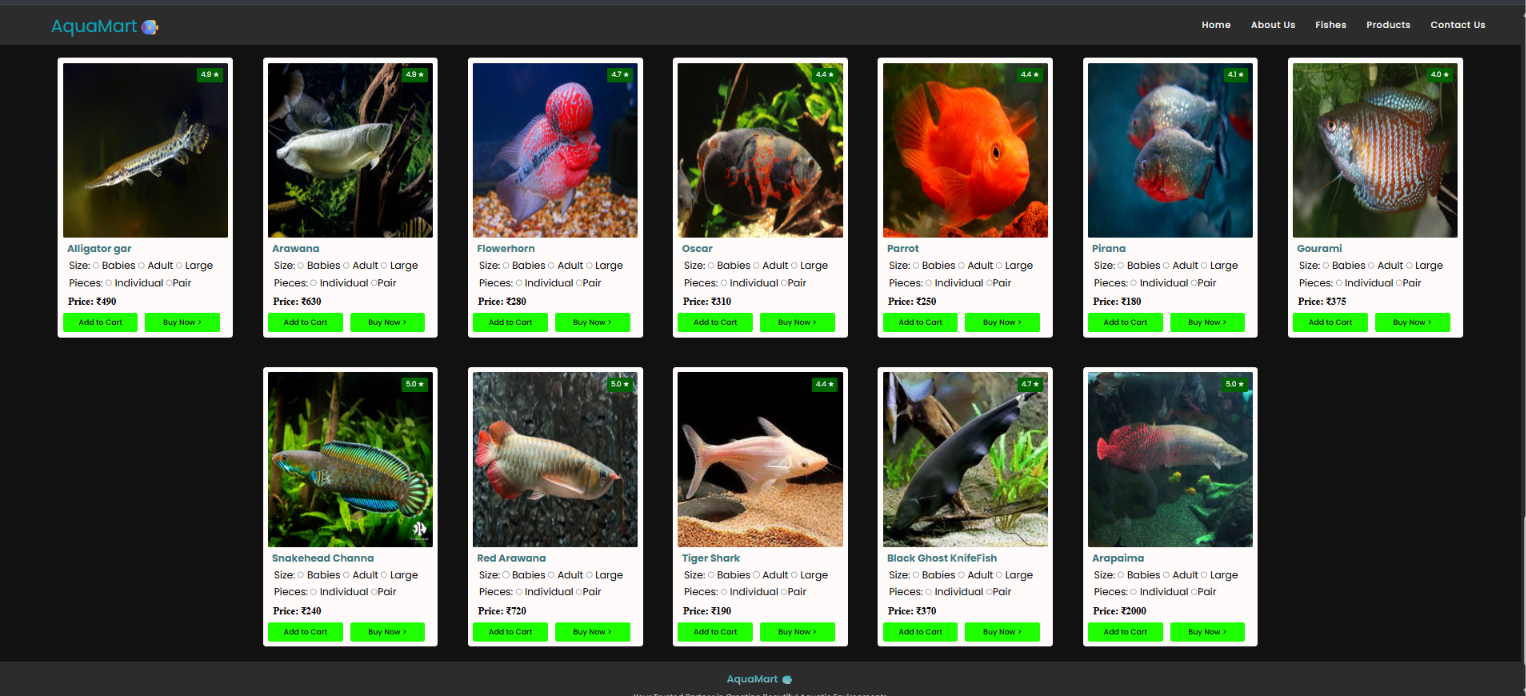 AquaMart
Home About Us Fishes Products Contact Us
4.9 ★ 4.9 ★ 4.7 ★ 4.4 ★ 4.4 ★ 4.1 ★ 4.0 ★
Alligator gar Arawana Flowerhorn Oscar Parrot Pirana Gourami
Size: Babies Adult Large Size: Babies Adult Large Size: Babies Adult Large Size: Babies Adult Large Size: Babies Adult Large Size: Babies Adult Large Size: Babies Adult Large
Pieces: Individual Pair Pieces: Individual Pair Pieces: Individual Pair Pieces: Individual Pair Pieces: Individual Pair Pieces: Individual Pair Pieces: Individual Pair
Price: ₹490 Price: ₹630 Price: ₹280 Price: ₹310 Price: ₹250 Price: ₹180 Price: ₹375
Add to Cart Buy Now > Add to Cart Buy Now > Add to Cart Buy Now > Add to Cart Buy Now > Add to Cart Buy Now > Add to Cart Buy Now > Add to Cart Buy Now >
5.0 ★ 5.0 ★ 4.4 ★ 4.7 ★ 5.0 ★
Snakehead Channa Red Arawana Tiger Shark Black Ghost KnifeFish Arapaima
Size: Babies Adult Large Size: Babies Adult Large Size: Babies Adult Large Size: Babies Adult Large Size: Babies Adult Large
Pieces: Individual Pair Pieces: Individual Pair Pieces: Individual Pair Pieces: Individual Pair Pieces: Individual Pair
Price: ₹240 Price: ₹720 Price: ₹190 Price: ₹370 Price: ₹2000
Add to Cart Buy Now > Add to Cart Buy Now > Add to Cart Buy Now > Add to Cart Buy Now > Add to Cart Buy Now >
AquaMart
Your Trusted Partner in Creating Beautiful Aquatic Environments